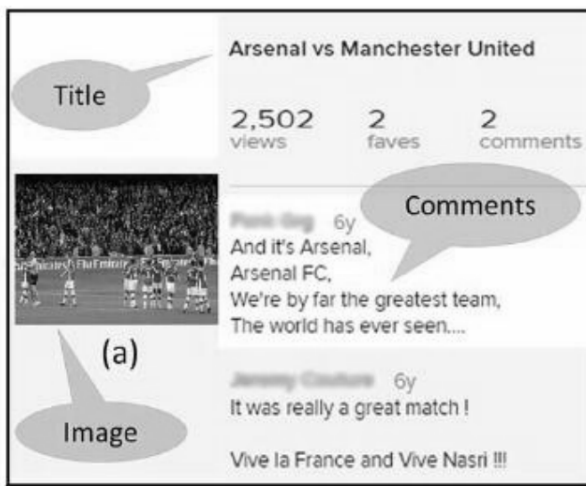 Arsenal vs Manchester United
Title
2,502 2 2
views faves comments
Comments
6y
And it's Arsenal,
Arsenal FC,
We're by far the greatest team,
The world has ever seen....
Fly Emirates
(a)
6y
It was really a great match !
Image
Vive la France and Vive Nasri !!!